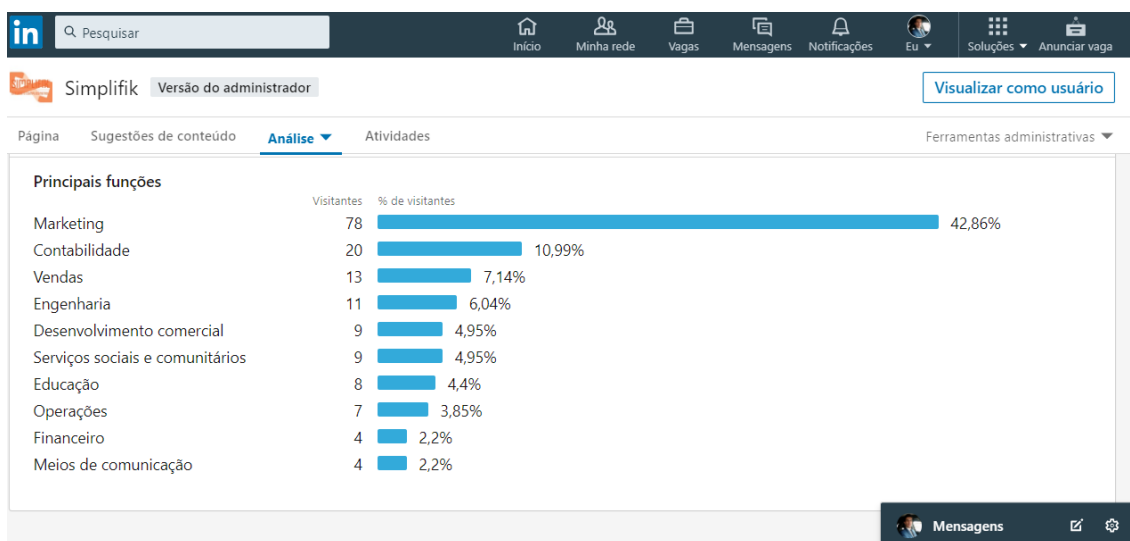 in Pesquisar Início Minha rede Vagas Mensagens Notificações Eu Soluções Anunciar vaga
Simplifik Versão do administrador Visualizar como usuário
Página Sugestões de conteúdo Análise Atividades Ferramentas administrativas
Principais funções
Visitantes % de visitantes
Marketing 78 42,86%
Contabilidade 20 10,99%
Vendas 13 7,14%
Engenharia 11 6,04%
Desenvolvimento comercial 9 4,95%
Serviços sociais e comunitários 9 4,95%
Educação 8 4,4%
Operações 7 3,85%
Financeiro 4 2,2%
Meios de comunicação 4 2,2%
Mensagens